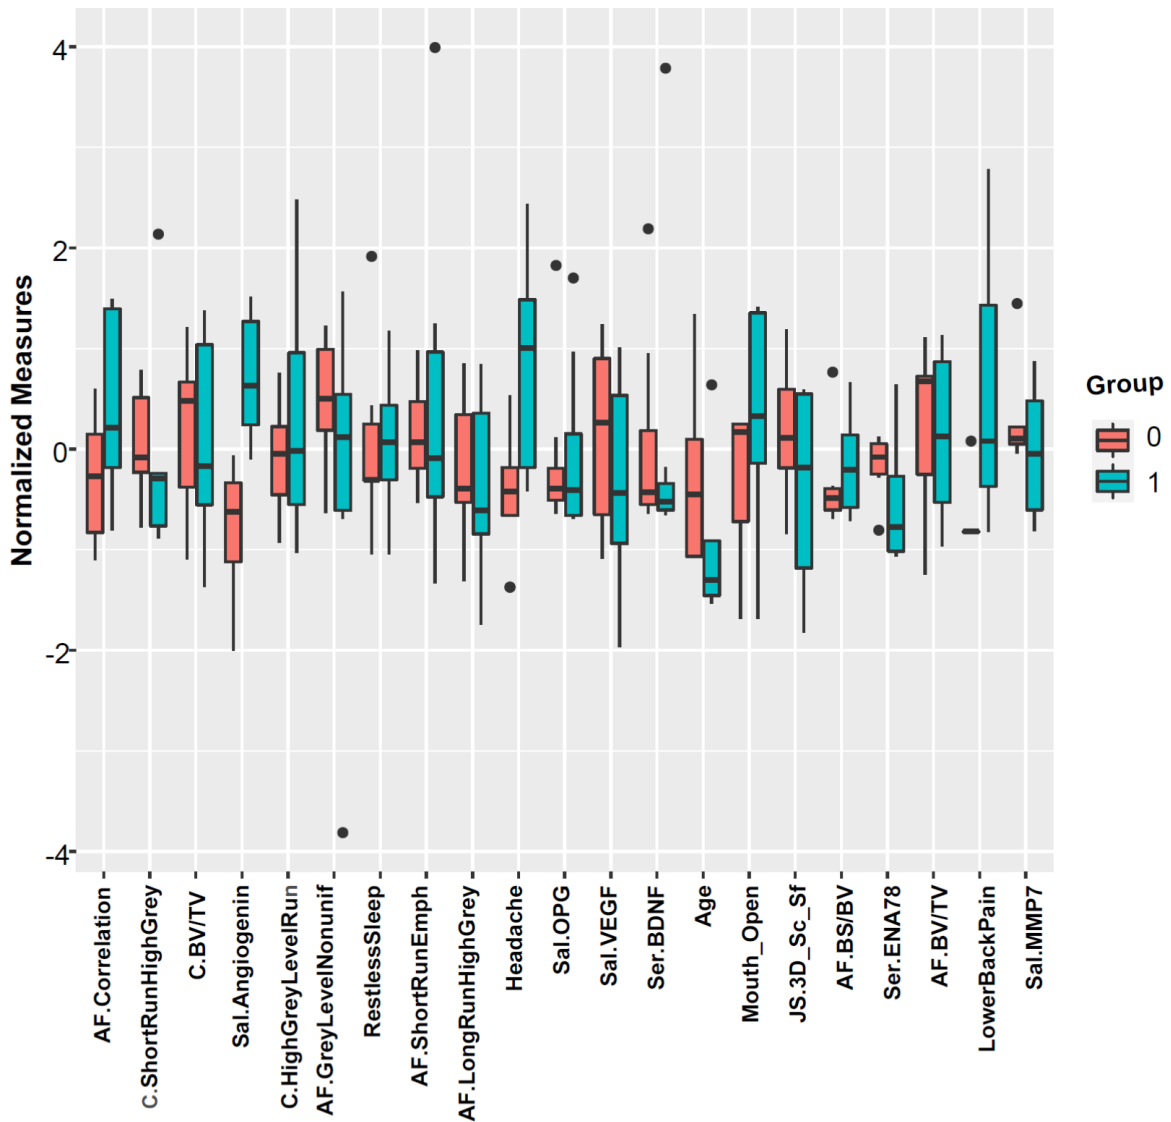 Normalized Measures
4
2
0
-2
-4
AF.Correlation
C.ShortRunHighGrey
C.BV/TV
Sal.Angiogenin
C.HighGreyLevelRun
AF.GreyLevelNonunif
RestlessSleep
AF.ShortRunEmph
AF.LongRunHighGrey
Headache
Sal.OPG
Sal.VEGF
Ser.BDNF
Age
Mouth_Open
JS.3D_Sc_Sf
AF.BS/BV
Ser.ENA78
AF.BV/TV
LowerBackPain
Sal.MMP7
Group
0
1